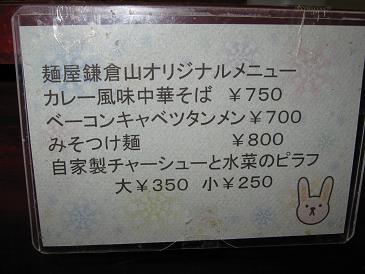 麺屋鎌倉山オリジナルメニュー
カレー風味中華そば ￥750
ベーコンキャベツタンメン￥700
みそつけ麺 ￥800
自家製チャーシューと水菜のピラフ
大￥350 小￥250